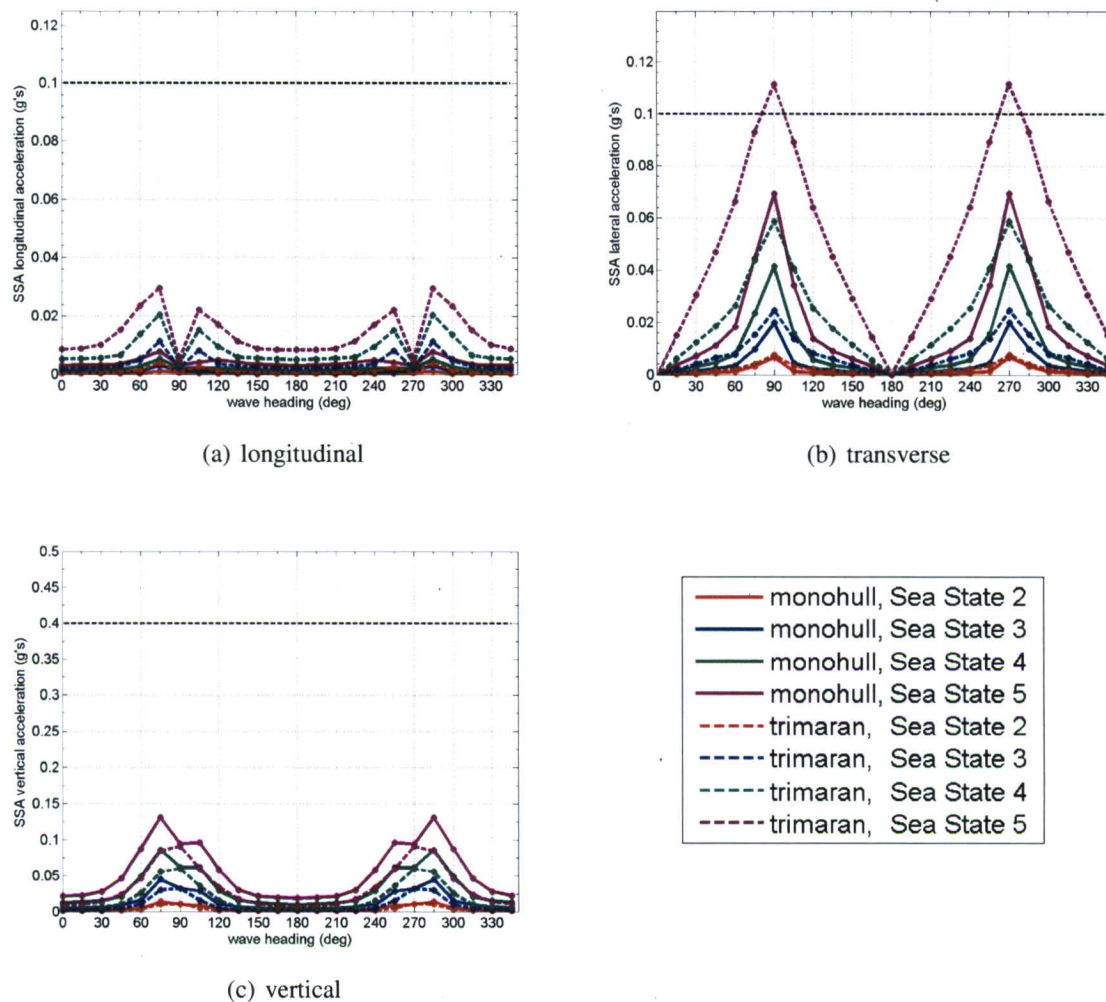 0.12
0.1
0.08
0.06
0.04
0.02
0
SSA longitudinal acceleration (g's)
0 30 60 90 120 150 180 210 240 270 300 330
wave heading (deg)
(a) longitudinal
0.12
0.1
0.08
0.06
0.04
0.02
0
SSA lateral acceleration (g's)
0 30 60 90 120 150 180 210 240 270 300 330
wave heading (deg)
(b) transverse
0.5
0.45
0.4
0.35
0.3
0.25
0.2
0.15
0.1
0.05
0
SSA vertical acceleration (g's)
0 30 60 90 120 150 180 210 240 270 300 330
wave heading (deg)
(c) vertical
monohull, Sea State 2
monohull, Sea State 3
monohull, Sea State 4
monohull, Sea State 5
trimaran, Sea State 2
trimaran, Sea State 3
trimaran, Sea State 4
trimaran, Sea State 5